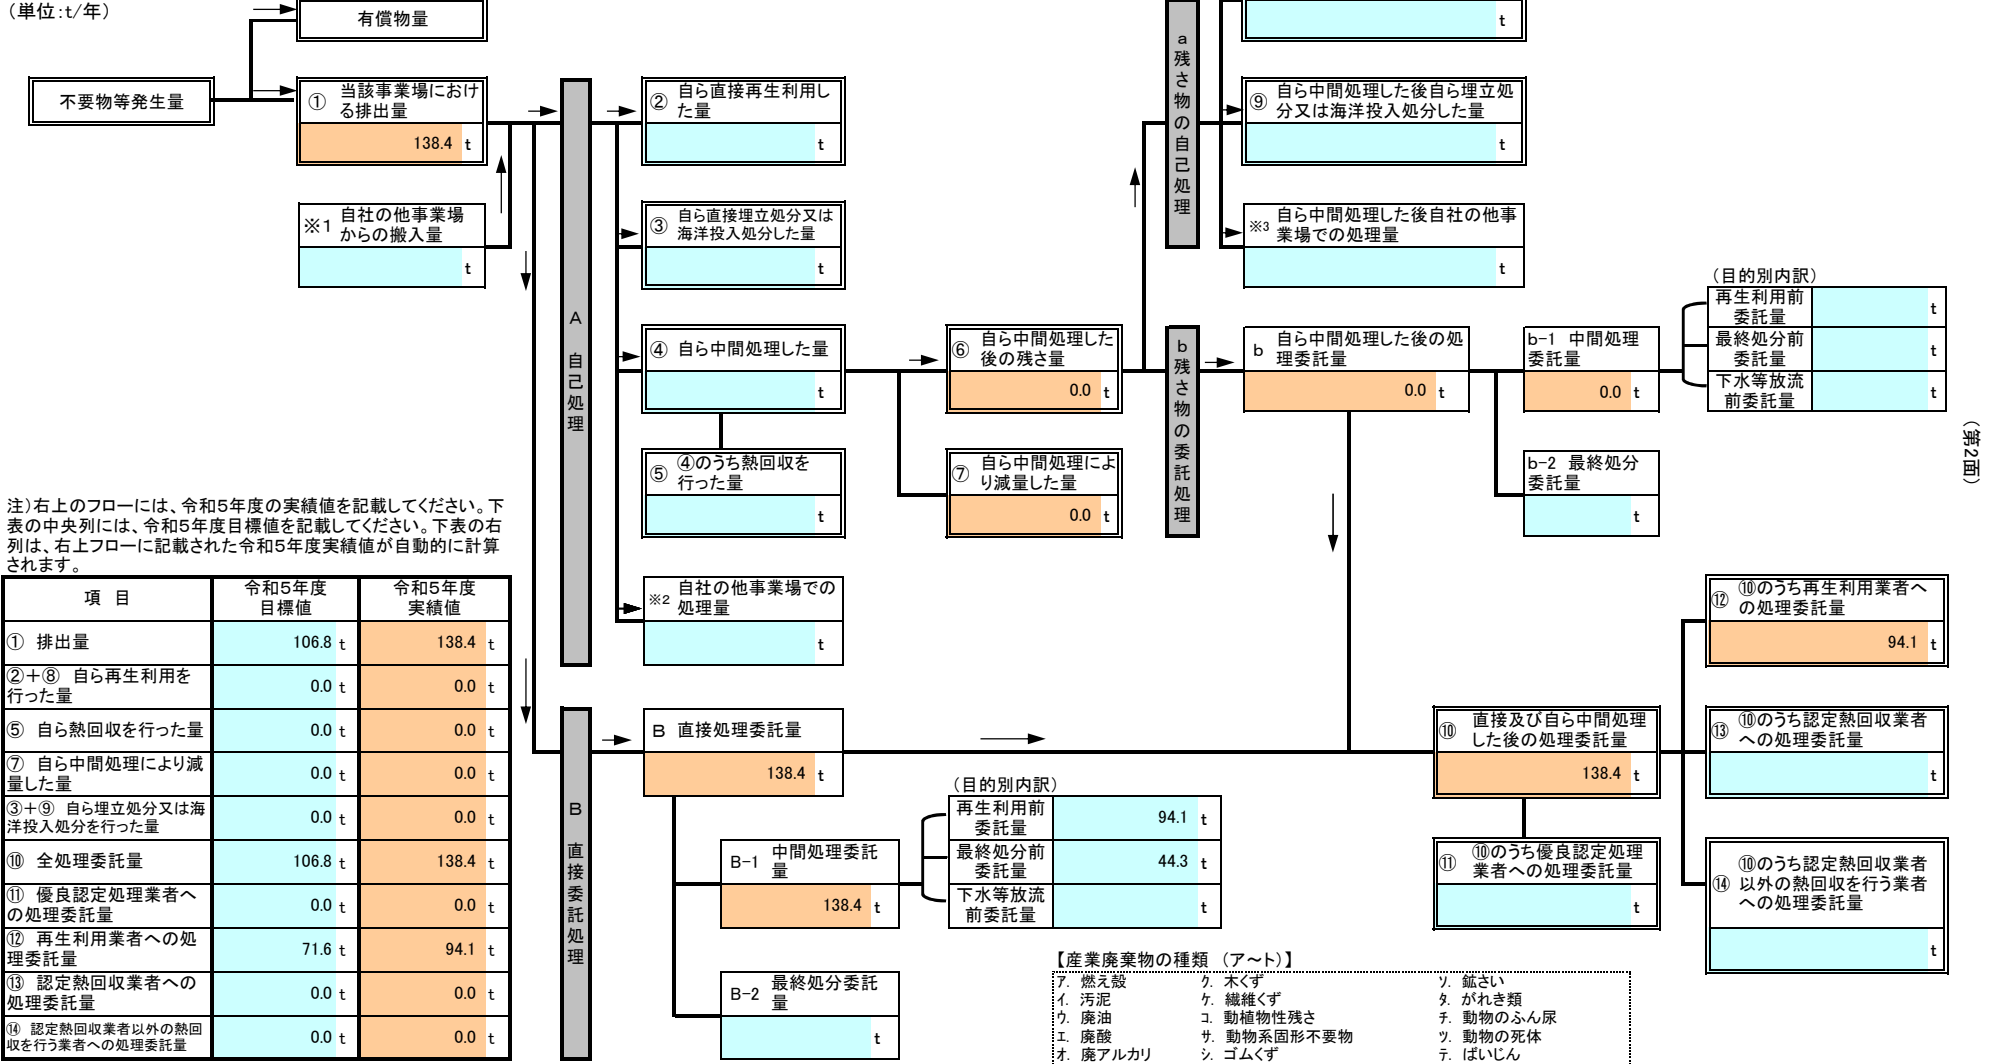 （単位:t/年）
有償物量
不要物等発生量
① 当該事業場におけ
る排出量
138.4 t
※1 自社の他事業場
からの搬入量
t
A 自己処理
② 自ら直接再生利用し
た量
t
③ 自ら直接埋立処分又は
海洋投入処分した量
t
④ 自ら中間処理した量
t
⑤ ④のうち熱回収を
行った量
t
※2 自社の他事業場での
処理量
t
⑥ 自ら中間処理した
後の残さ量
0.0 t
⑦ 自ら中間処理によ
り減量した量
0.0 t
a残さ物の自己処理
t
⑨ 自ら中間処理した後自ら埋立処
分又は海洋投入処分した量
t
※3 自ら中間処理した後自社の他事
業場での処理量
t
b残さ物の委託処理
b 自ら中間処理した後の処
理委託量
0.0 t
b-1 中間処理
委託量
0.0 t
（目的別内訳）
再生利用前
委託量
t
最終処分前
委託量
t
下水等放流
前委託量
t
b-2 最終処分
委託量
t
（第2面）
注）右上のフローには、令和5年度の実績値を記載してください。下
表の中央列には、令和5年度目標値を記載してください。下表の右
列は、右上フローに記載された令和5年度実績値が自動的に計算
されます。
項 目 令和5年度
目標値 令和5年度
実績値
① 排出量 106.8 t 138.4 t
②＋⑧ 自ら再生利用を
行った量 0.0 t 0.0 t
⑤ 自ら熱回収を行った量 0.0 t 0.0 t
⑦ 自ら中間処理により減
量した量 0.0 t 0.0 t
③＋⑨ 自ら埋立処分又は海
洋投入処分を行った量 0.0 t 0.0 t
⑩ 全処理委託量 106.8 t 138.4 t
⑪ 優良認定処理業者へ
の処理委託量 0.0 t 0.0 t
⑫ 再生利用業者への処
理委託量 71.6 t 94.1 t
⑬ 認定熱回収業者への
処理委託量 0.0 t 0.0 t
⑭ 認定熱回収業者以外の熱回
収を行う業者への処理委託量 0.0 t 0.0 t
B 直接委託処理
B 直接処理委託量
138.4 t
B-1 中間処理委託
量
138.4 t
（目的別内訳）
再生利用前
委託量
94.1 t
最終処分前
委託量
44.3 t
下水等放流
前委託量
t
B-2 最終処分委託
量
t
⑩ 直接及び自ら中間処理
した後の処理委託量
138.4 t
⑪ ⑩のうち優良認定処理
業者への処理委託量
t
⑫ ⑩のうち再生利用業者へ
の処理委託量
94.1 t
⑬ ⑩のうち認定熱回収業者
への処理委託量
t
⑭ ⑩のうち認定熱回収業者
以外の熱回収を行う業者
への処理委託量
t
【産業廃棄物の種類 （ア～ト）】
ア. 燃え殻 ク. 木くず ソ. 鉱さい
イ. 汚泥 ケ. 繊維くず タ. がれき類
ウ. 廃油 コ. 動植物性残さ チ. 動物のふん尿
エ. 廃酸 サ. 動物系固形不要物 ツ. 動物の死体
オ. 廃アルカリ シ. ゴムくず テ. ばいじん